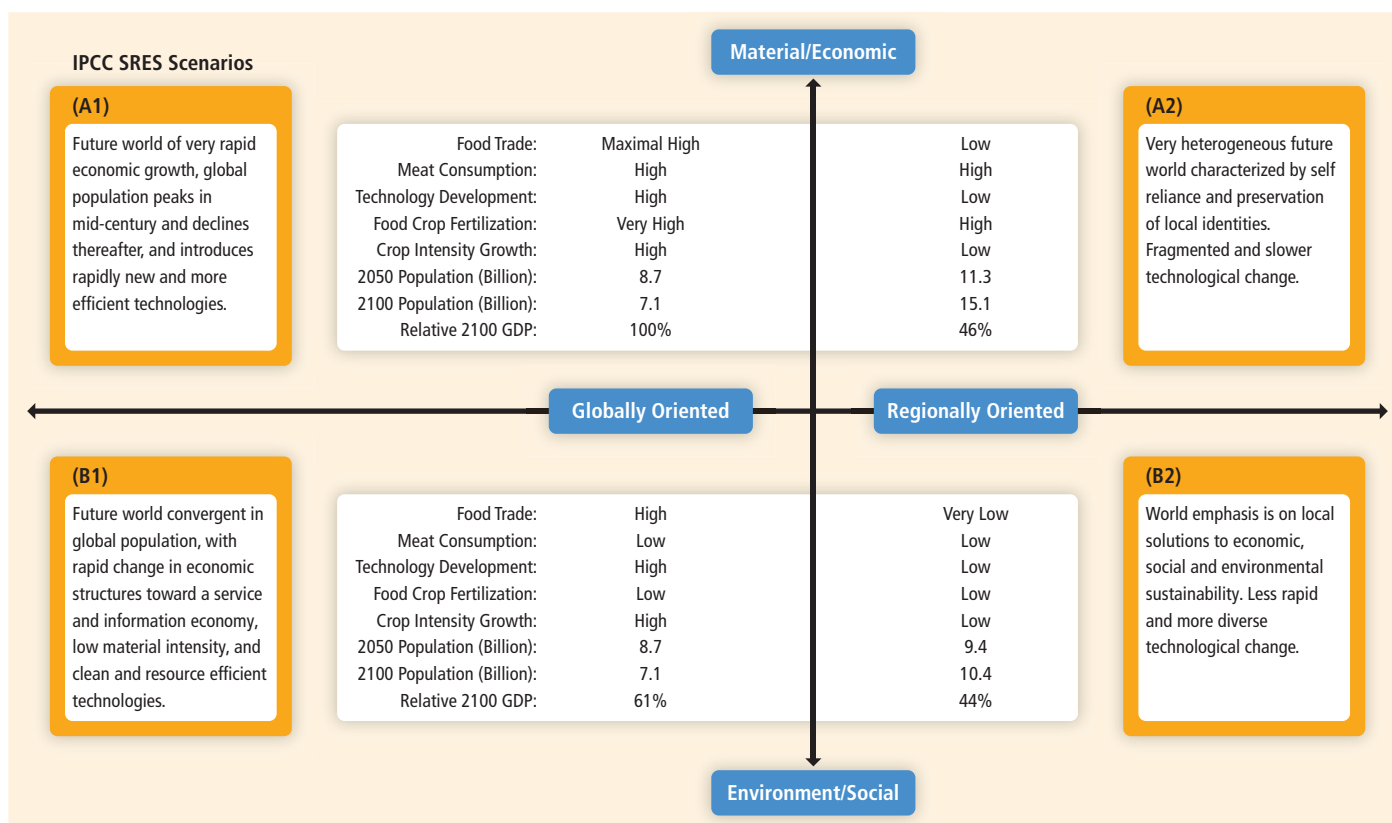 Material/Economic
IPCC SRES Scenarios
(A1)
Future world of very rapid
economic growth, global
population peaks in
mid-century and declines
thereafter, and introduces
rapidly new and more
efficient technologies.
Food Trade: Maximal High Low
Meat Consumption: High High
Technology Development: High Low
Food Crop Fertilization: Very High High
Crop Intensity Growth: High Low
2050 Population (Billion): 8.7 11.3
2100 Population (Billion): 7.1 15.1
Relative 2100 GDP: 100% 46%
(A2)
Very heterogeneous future
world characterized by self
reliance and preservation
of local identities.
Fragmented and slower
technological change.
Globally Oriented
Regionally Oriented
(B1)
Future world convergent in
global population, with
rapid change in economic
structures toward a service
and information economy,
low material intensity, and
clean and resource efficient
technologies.
Food Trade: High Very Low
Meat Consumption: Low Low
Technology Development: High Low
Food Crop Fertilization: Low Low
Crop Intensity Growth: High Low
2050 Population (Billion): 8.7 9.4
2100 Population (Billion): 7.1 10.4
Relative 2100 GDP: 61% 44%
(B2)
World emphasis is on local
solutions to economic,
social and environmental
sustainability. Less rapid
and more diverse
technological change.
Environment/Social